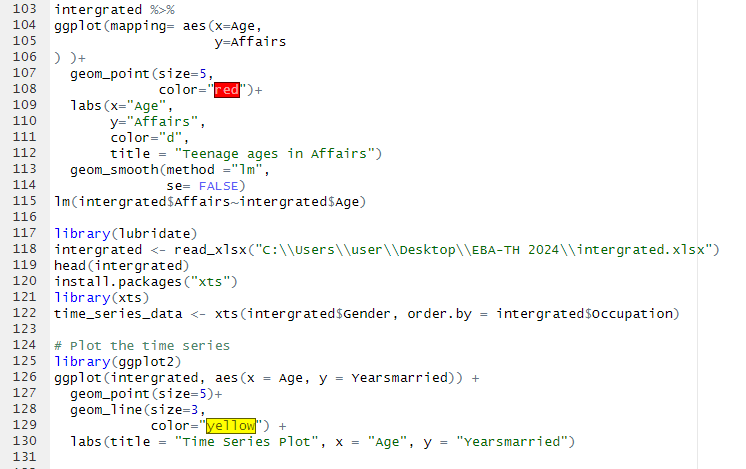 103 intergrated %>%
104 ggplot(mapping= aes(x=Age,
105                     y=Affairs
106 ) )+
107   geom_point(size=5,
108              color="red")+
109   labs(x="Age",
110        y="Affairs",
111        color="d",
112        title = "Teenage ages in Affairs")
113   geom_smooth(method ="lm",
114               se= FALSE)
115 lm(intergrated$Affairs~intergrated$Age)
116
117 library(lubridate)
118 intergrated <- read_xlsx("C:\\Users\\user\\Desktop\\EBA-TH 2024\\intergrated.xlsx")
119 head(intergrated)
120 install.packages("xts")
121 library(xts)
122 time_series_data <- xts(intergrated$Gender, order.by = intergrated$Occupation)
123
124 # Plot the time series
125 library(ggplot2)
126 ggplot(intergrated, aes(x = Age, y = Yearsmarried)) +
127   geom_point(size=5)+
128   geom_line(size=3,
129             color="yellow") +
130   labs(title = "Time Series Plot", x = "Age", y = "Yearsmarried")
131